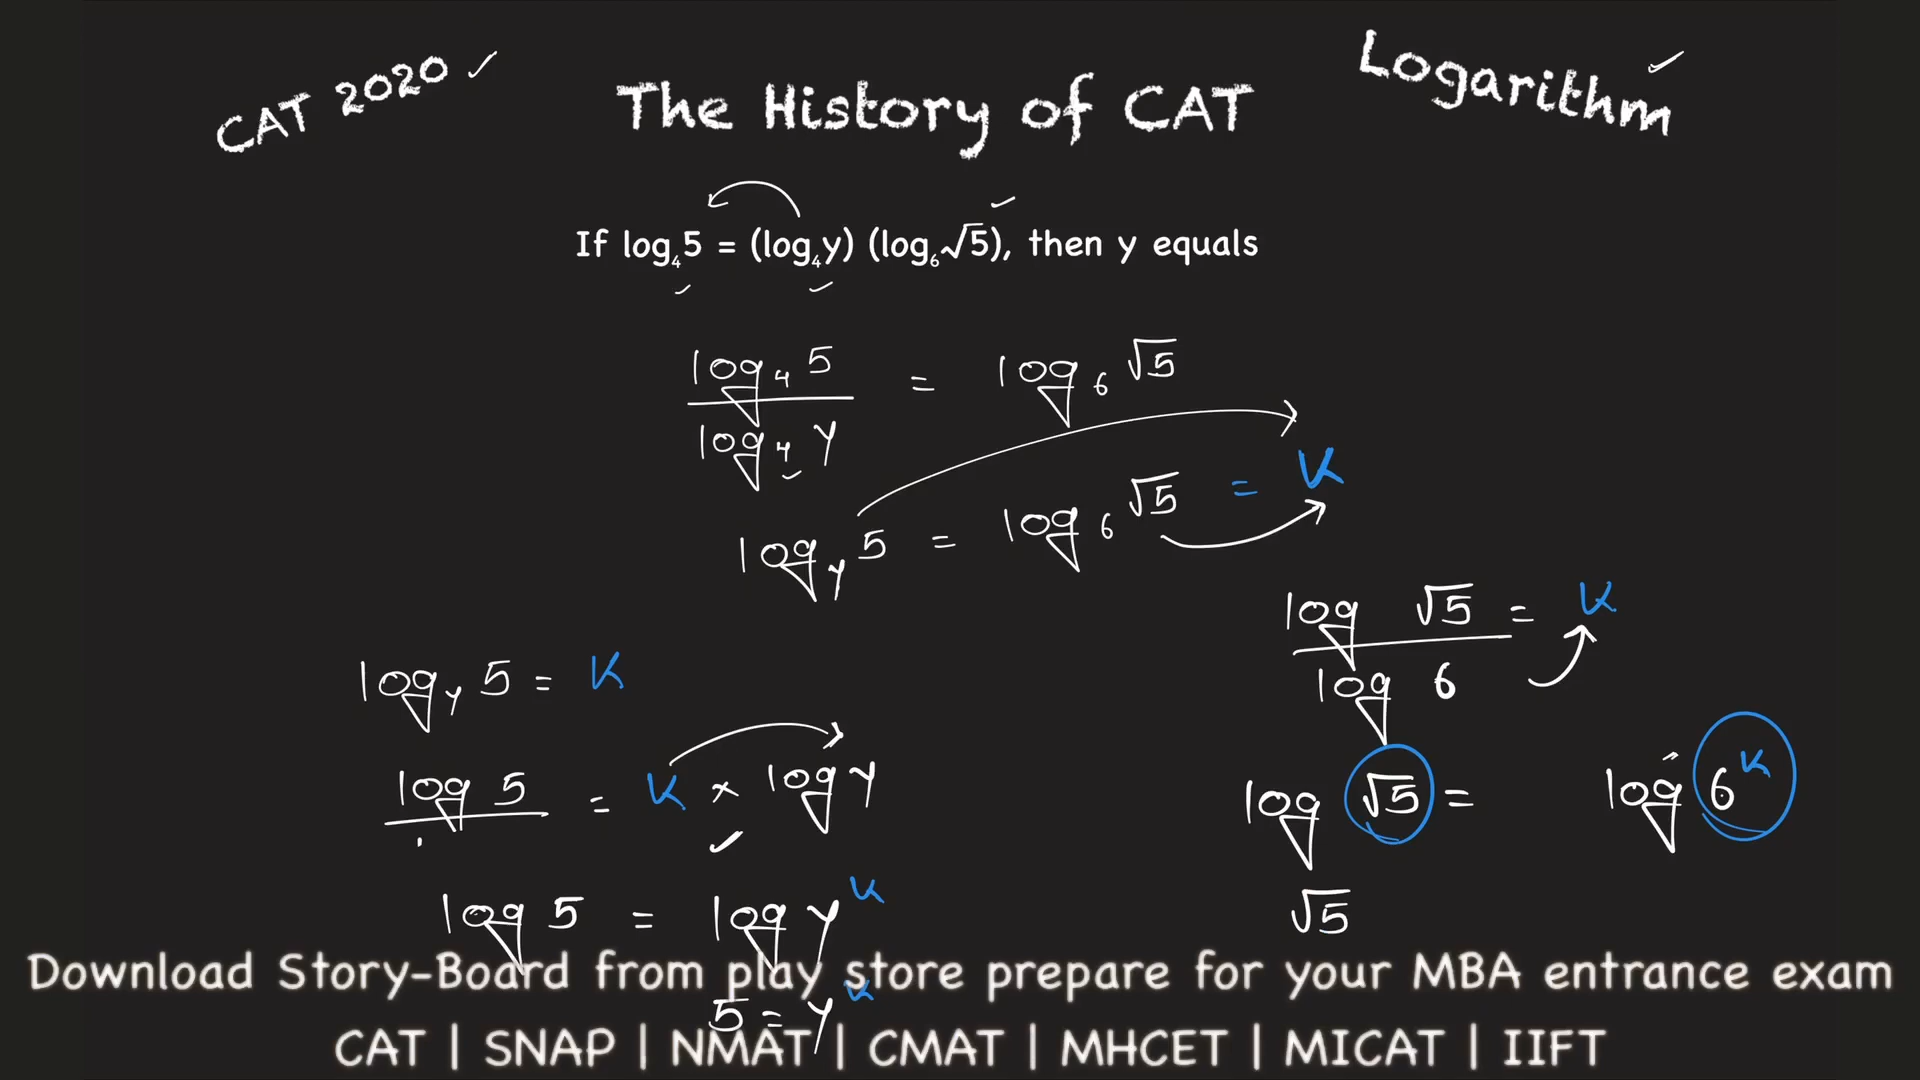 CAT 2020 ✓
The History of CAT
Logarithm ✓
If log₄5 = (log₄y) (log₆√5), then y equals
log₄ 5 / log₄ y = log₆ √5
log_y 5 = log₆ √5 = K
log √5 / log 6 = K
log_y 5 = K
log 5 = K × log y
log √5 = log 6^K
log 5 = log y^K
√5
5 = y^K
Download Story-Board from play store prepare for your MBA entrance exam
CAT | SNAP | NMAT | CMAT | MHCET | MICAT | IIFT